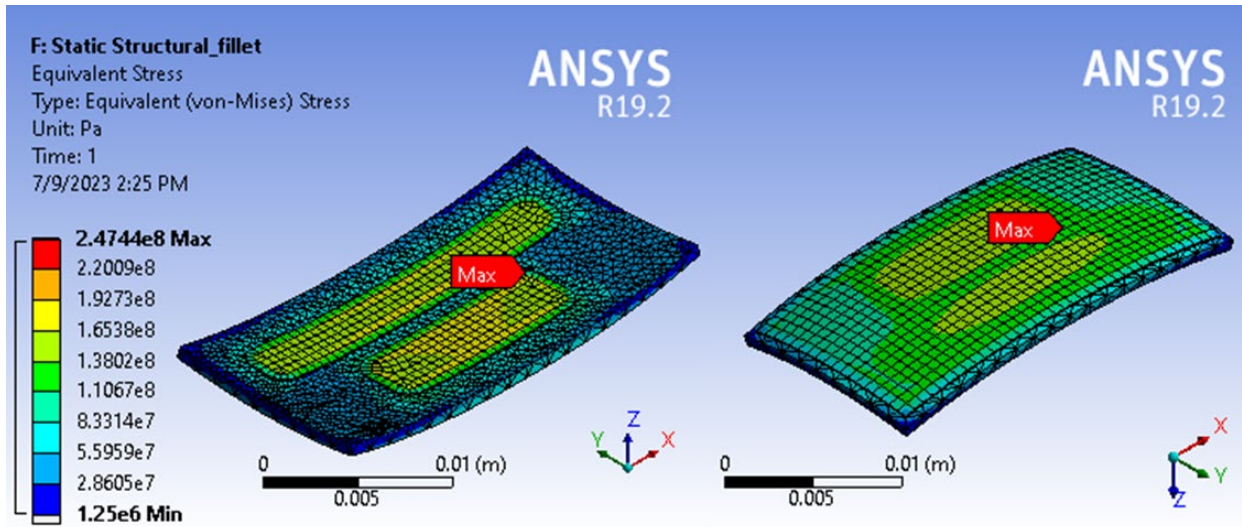 F: Static Structural_fillet
Equivalent Stress
Type: Equivalent (von-Mises) Stress
Unit: Pa
Time: 1
7/9/2023 2:25 PM
2.4744e8 Max
2.2009e8
1.9273e8
1.6538e8
1.3802e8
1.1067e8
8.3314e7
5.5959e7
2.8605e7
1.25e6 Min
ANSYS
R19.2
Max
0
0.01 (m)
0.005
Z
Y
X
ANSYS
R19.2
Max
0
0.01 (m)
0.005
X
Y
Z